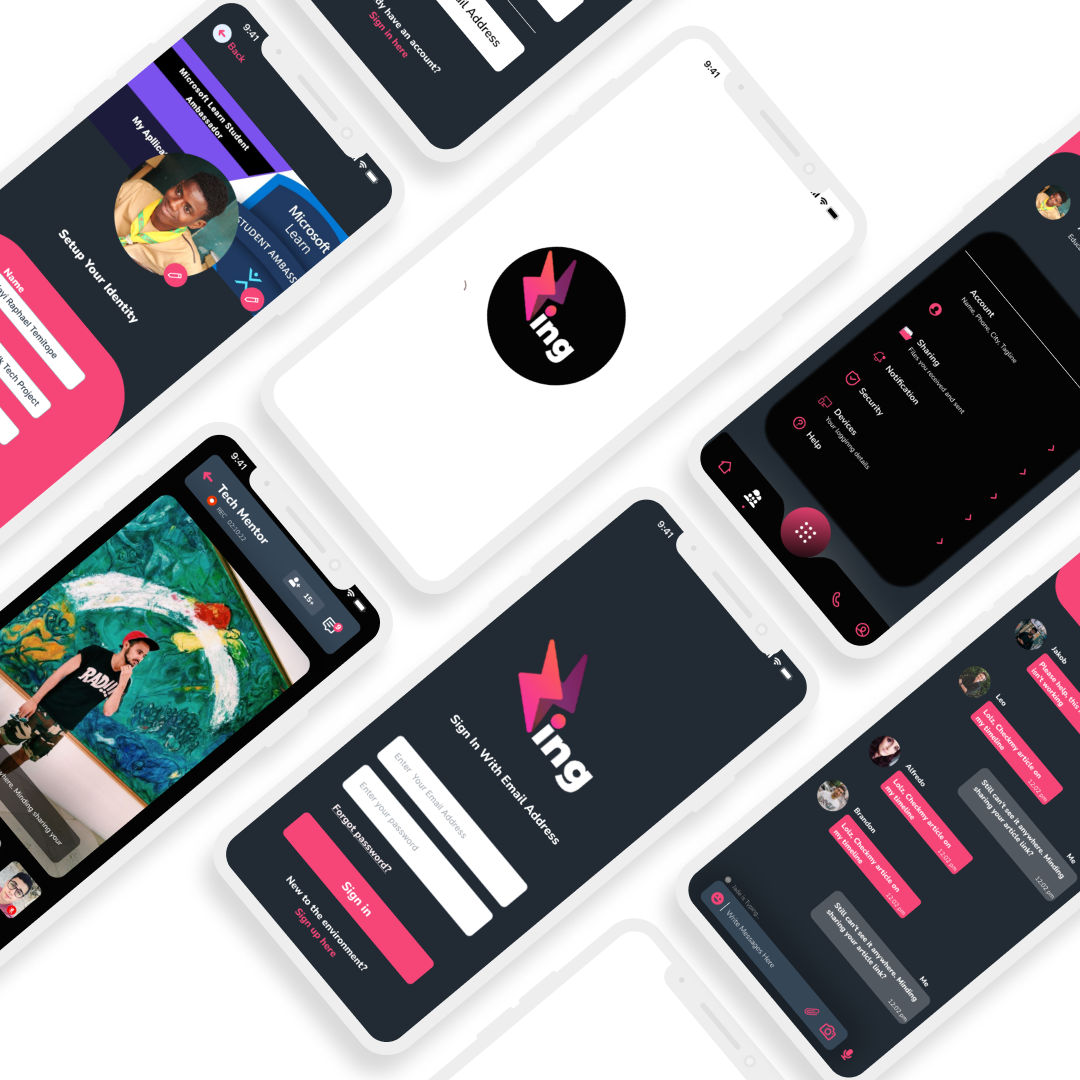 9:41
Back
Microsoft Learn Student
Ambassador
My Apllica
Microsoft
Learn
STUDENT AMBASS
Setup Your Identity
Name
ayi Raphael Temitope
k Tech Project
dy have an account?
Sign in here
ail Address
9:41
ing
Account
Name, Phone, City, Tagline
Sharing
Files you received and sent
Notification
Security
Devices
Your loggining details
Help
9:41
Tech Mentor
REC
02:10:22
15+
9
RAD!!!
where, Minding sharing your
9:41
ing
Sign In With Email Address
Enter Your Email Address
Enter your password
Forgot password?
Sign in
New to the environment?
Sign up here
Jakob
Please help, this
isn't working
Leo
Lolz, Checkmy article on
my timeline
12:02 pm
Me
Still can't see it anywhere, Minding
sharing your article link?
12:02 pm
Alfredo
Lolz, Checkmy article on
my timeline
12:02 pm
Brandon
Lolz, Checkmy article on
my timeline
12:02 pm
Me
Still can't see it anywhere, Minding
sharing your article link?
12:02 pm
Jade is Typing...
Write Messages Here